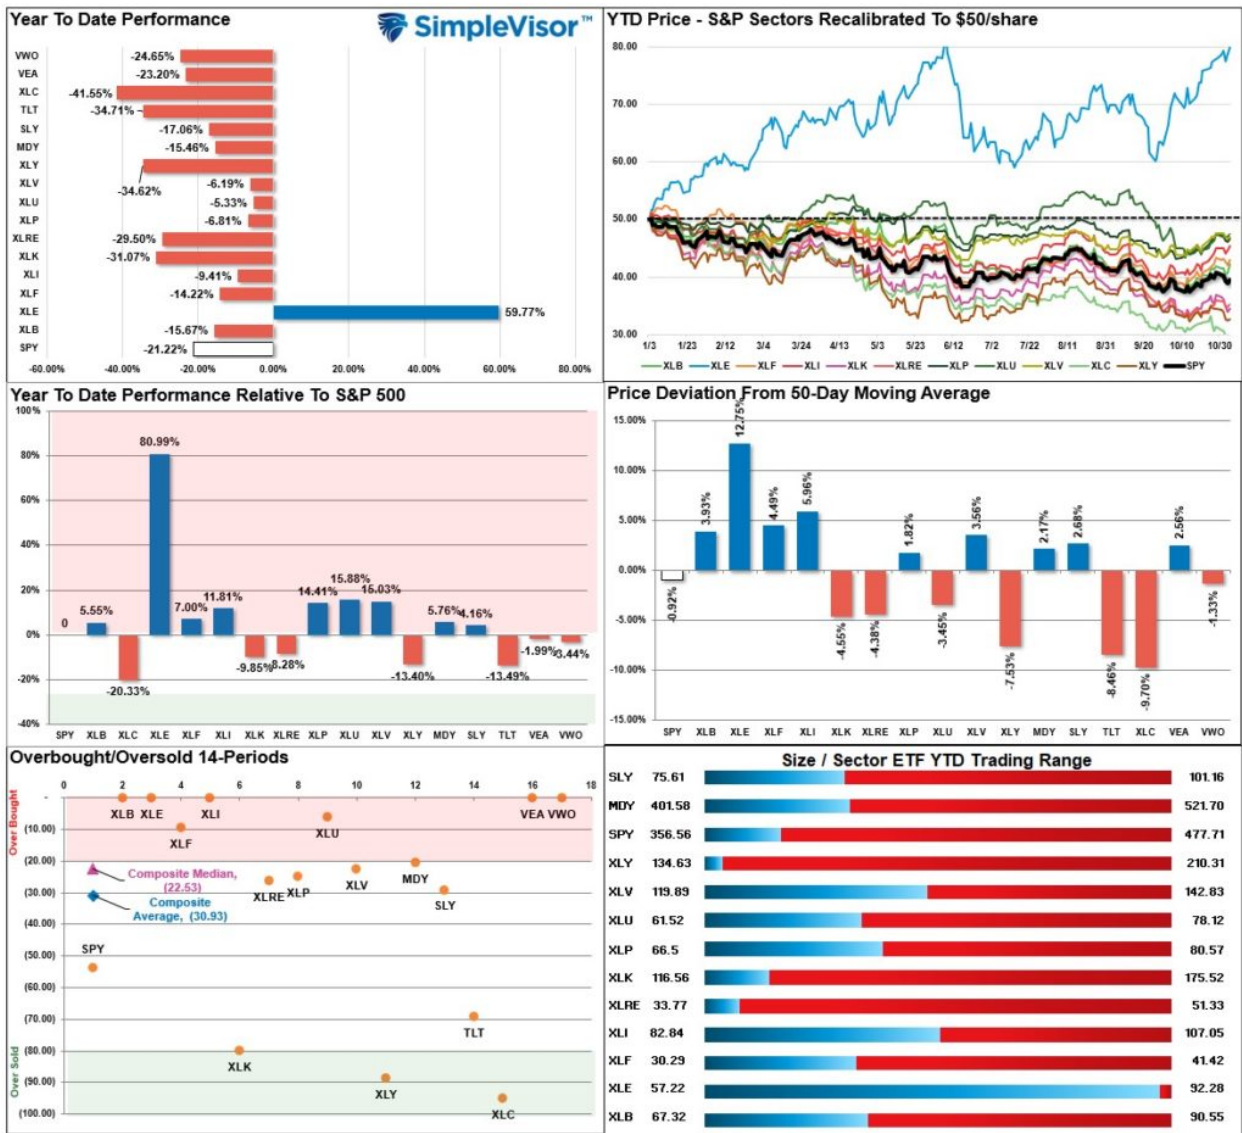 Year To Date Performance
SimpleVisor™
VWO -24.65%
VEA -23.20%
XLC -41.55%
TLT -34.71%
SLY -17.06%
MDY -15.46%
XLY -34.62%
XLV -6.19%
XLU -5.33%
XLP -6.81%
XLRE -29.50%
XLK -31.07%
XLI -9.41%
XLF -14.22%
XLE 59.77%
XLB -15.67%
SPY -21.22%
-60.00% -40.00% -20.00% 0.00% 20.00% 40.00% 60.00% 80.00%
YTD Price - S&P Sectors Recalibrated To $50/share
80.00
70.00
60.00
50.00
40.00
30.00
1/3 1/23 2/12 3/4 3/24 4/13 5/3 5/23 6/12 7/2 7/22 8/11 8/31 9/20 10/10 10/30
XLB XLE XLF XLI XLK XLRE XLP XLU XLV XLC XLY SPY
Year To Date Performance Relative To S&P 500
100%
80%
60%
40%
20%
0%
-20%
-40%
0 5.55% -20.33% 80.99% 7.00% 11.81% -9.85% -8.28% 14.41% 15.88% 15.03% -13.40% 5.76% 4.16% -13.49% -1.99% -3.44%
SPY XLB XLC XLE XLF XLI XLK XLRE XLP XLU XLV XLY MDY SLY TLT VEA VWO
Price Deviation From 50-Day Moving Average
15.00%
10.00%
5.00%
0.00%
-5.00%
-10.00%
-15.00%
-0.92% 3.93% 12.75% 4.49% 5.96% -4.55% -4.38% 1.82% -3.45% 3.56% -7.53% 2.17% 2.68% -8.46% -9.70% 2.56% -1.33%
SPY XLB XLE XLF XLI XLK XLRE XLP XLU XLV XLY MDY SLY TLT XLC VEA VWO
Overbought/Oversold 14-Periods
0 2 4 6 8 10 12 14 16 18
Over Bought
Over Sold
-
(10.00)
(20.00)
(30.00)
(40.00)
(50.00)
(60.00)
(70.00)
(80.00)
(90.00)
(100.00)
XLB XLE XLI VEA VWO
XLF XLU
Composite Median, (22.53)
Composite Average, (30.93)
XLRE XLP XLV MDY SLY
SPY
TLT
XLK
XLY
XLC
Size / Sector ETF YTD Trading Range
SLY 75.61 101.16
MDY 401.58 521.70
SPY 356.56 477.71
XLY 134.63 210.31
XLV 119.89 142.83
XLU 61.52 78.12
XLP 66.5 80.57
XLK 116.56 175.52
XLRE 33.77 51.33
XLI 82.84 107.05
XLF 30.29 41.42
XLE 57.22 92.28
XLB 67.32 90.55